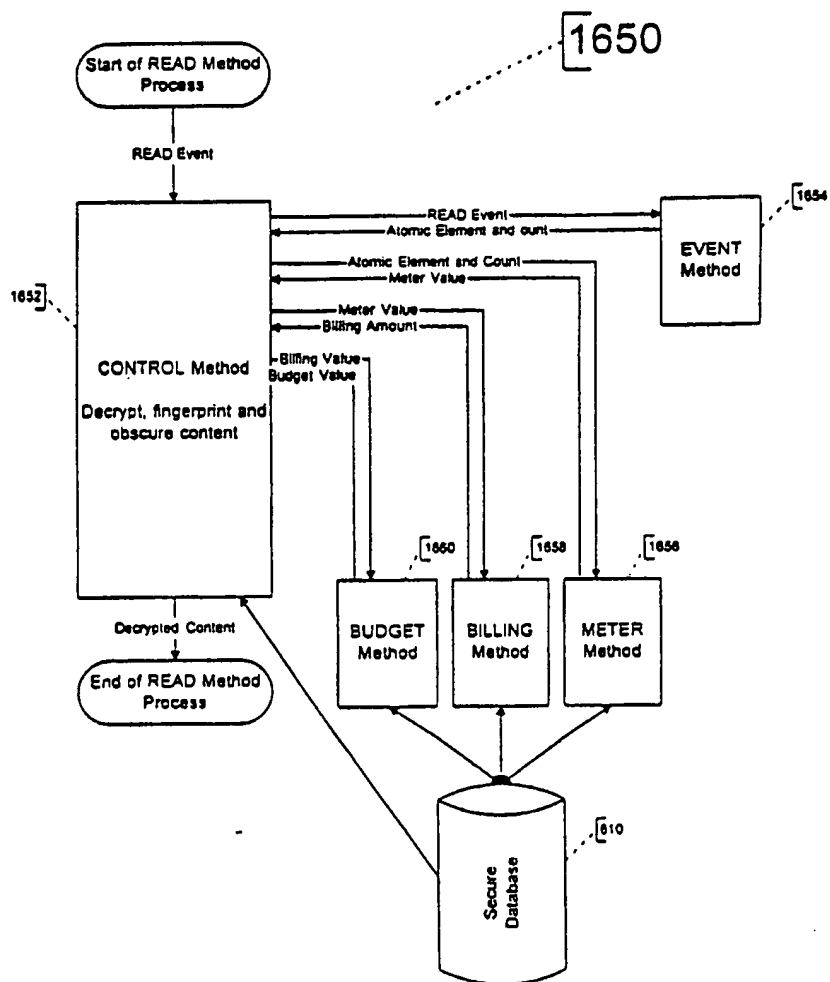 1650
Start of READ Method
Process
READ Event
READ Event
Atomic Element and ount
1654
EVENT
Method
Atomic Element and Count
Meter Value
1652
Meter Value
Billing Amount
Billing Value
Budget Value
CONTROL Method
Decrypt, fingerprint and
obscure content
1660
1658
1656
BUDGET
Method
BILLING
Method
METER
Method
Decrypted Content
End of READ Method
Process
610
Secure
Database